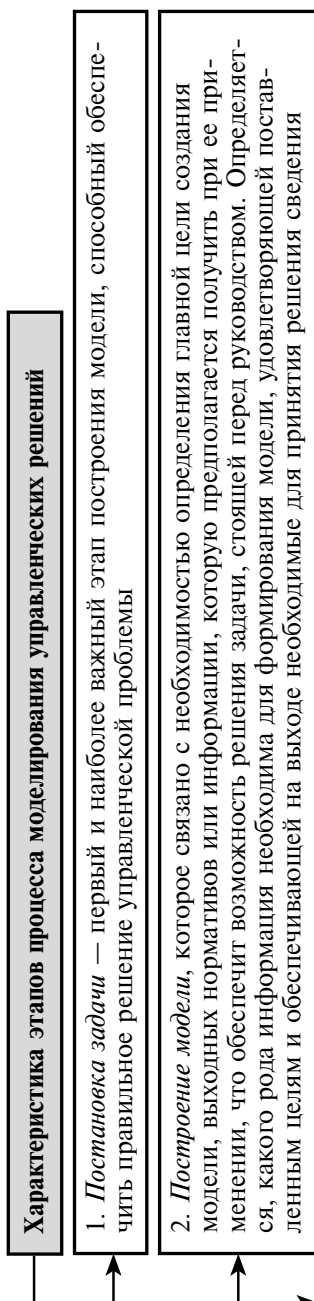 Характеристика этапов процесса моделирования управленческих решений
1. Постановка задачи — первый и наиболее важный этап построения модели, способный обеспе-
чить правильное решение управленческой проблемы
2. Построение модели, которое связано с необходимостью определения главной цели создания
модели, выходных нормативов или информации, которую предполагается получить при ее при-
менении, что обеспечит возможность решения задачи, стоящей перед руководством. Определяет-
ся, какого рода информация необходима для формирования модели, удовлетворяющей постав-
ленным целям и обеспечивающей на выходе необходимые для принятия решения сведения